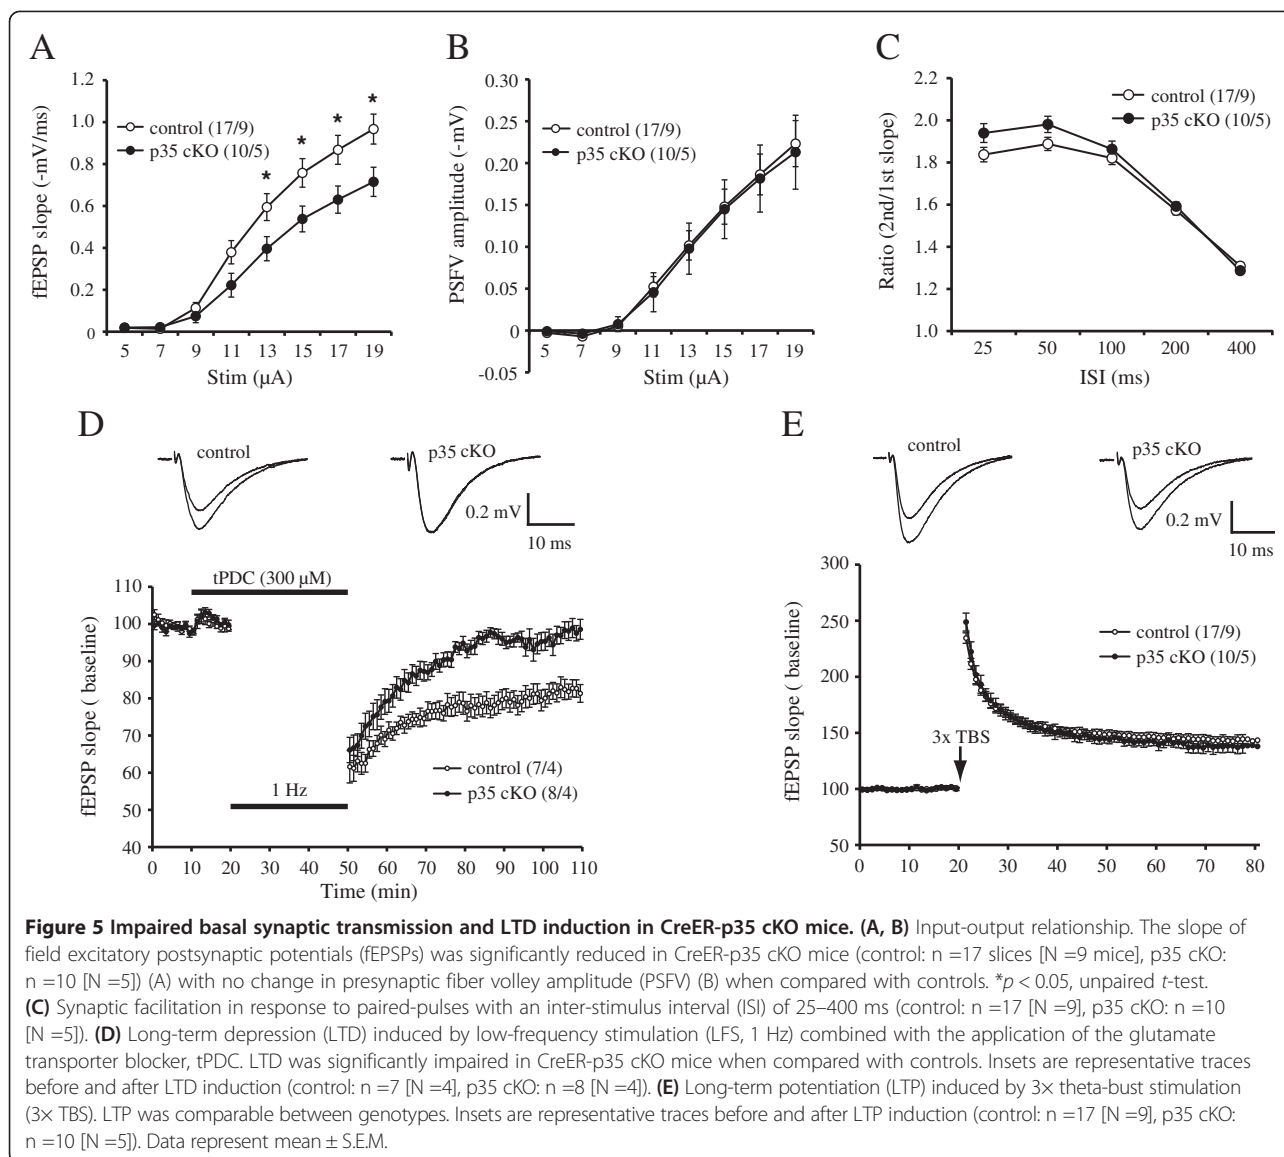 A
fEPSP slope (-mV/ms)
1.2
1.0
0.8
0.6
0.4
0.2
0
control (17/9)
p35 cKO (10/5)
* * * *
5 7 9 11 13 15 17 19
Stim (µA)
B
PSFV amplitude (-mV)
0.30
0.25
0.20
0.15
0.10
0.05
0
-0.05
control (17/9)
p35 cKO (10/5)
5 7 9 11 13 15 17 19
Stim (µA)
C
Ratio (2nd/1st slope)
2.2
2.0
1.8
1.6
1.4
1.2
1.0
control (17/9)
p35 cKO (10/5)
25 50 100 200 400
ISI (ms)
D
control
p35 cKO
0.2 mV
10 ms
fEPSP slope ( baseline)
110
100
90
80
70
60
50
40
tPDC (300 µM)
1 Hz
control (7/4)
p35 cKO (8/4)
0 10 20 30 40 50 60 70 80 90 100 110
Time (min)
E
control
p35 cKO
0.2 mV
10 ms
fEPSP slope ( baseline)
300
250
200
150
100
50
control (17/9)
p35 cKO (10/5)
3x TBS
0 10 20 30 40 50 60 70 80
Figure 5 Impaired basal synaptic transmission and LTD induction in CreER-p35 cKO mice. (A, B) Input-output relationship. The slope of
field excitatory postsynaptic potentials (fEPSPs) was significantly reduced in CreER-p35 cKO mice (control: n =17 slices [N =9 mice], p35 cKO:
n =10 [N =5]) (A) with no change in presynaptic fiber volley amplitude (PSFV) (B) when compared with controls. *p < 0.05, unpaired t-test.
(C) Synaptic facilitation in response to paired-pulses with an inter-stimulus interval (ISI) of 25–400 ms (control: n =17 [N =9], p35 cKO: n =10
[N =5]). (D) Long-term depression (LTD) induced by low-frequency stimulation (LFS, 1 Hz) combined with the application of the glutamate
transporter blocker, tPDC. LTD was significantly impaired in CreER-p35 cKO mice when compared with controls. Insets are representative traces
before and after LTD induction (control: n =7 [N =4], p35 cKO: n =8 [N =4]). (E) Long-term potentiation (LTP) induced by 3× theta-bust stimulation
(3× TBS). LTP was comparable between genotypes. Insets are representative traces before and after LTP induction (control: n =17 [N =9], p35 cKO:
n =10 [N =5]). Data represent mean ± S.E.M.